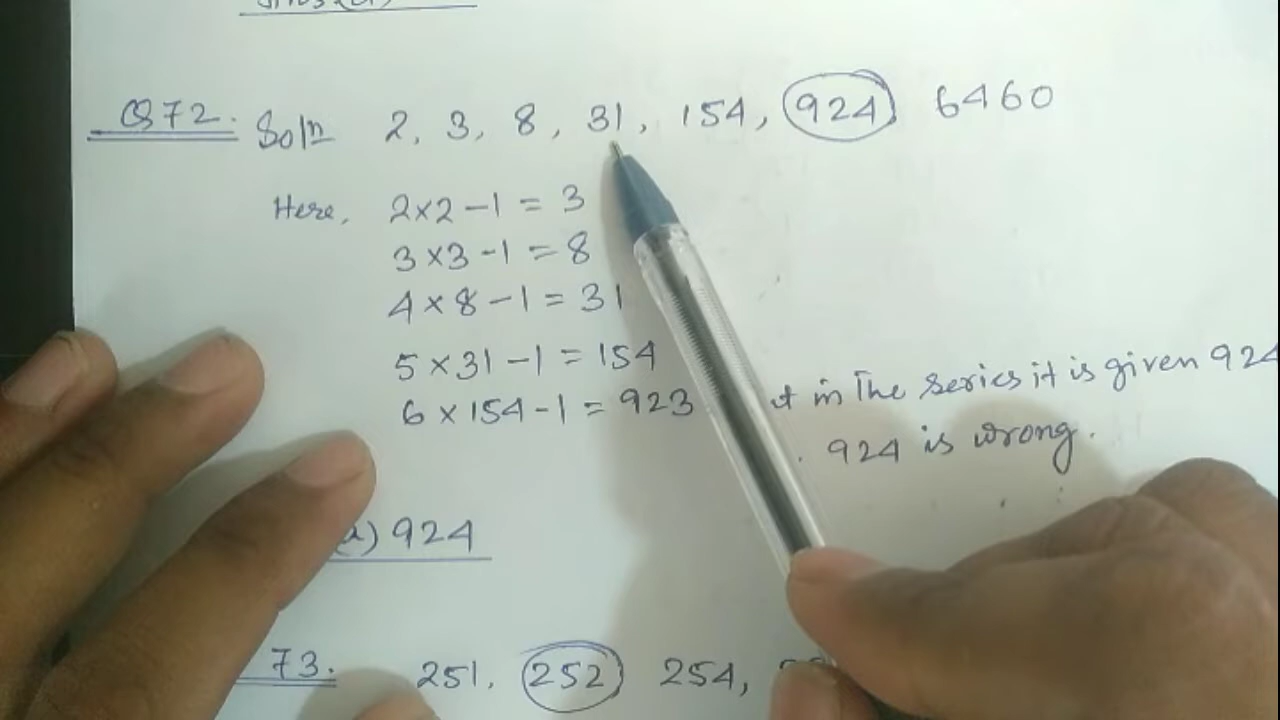 Q72. Soln 2, 3, 8, 31, 154, 924 6460
Here, 2×2-1 = 3
3×3-1 = 8
4×8-1 = 31
5×31-1 = 154
6×154-1 = 923 in The series it is given 924
924 is wrong.
924
73. 251, 252 254,